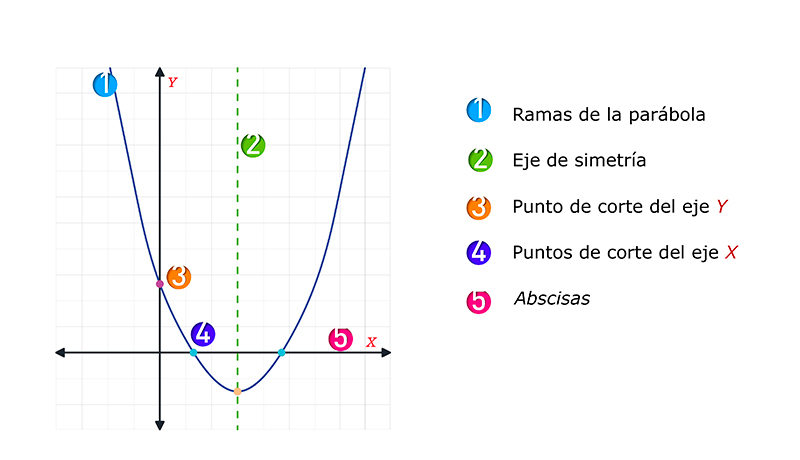 1
Y
2
3
4
5
X
1 Ramas de la parábola
2 Eje de simetría
3 Punto de corte del eje Y
4 Puntos de corte del eje X
5 Abscisas